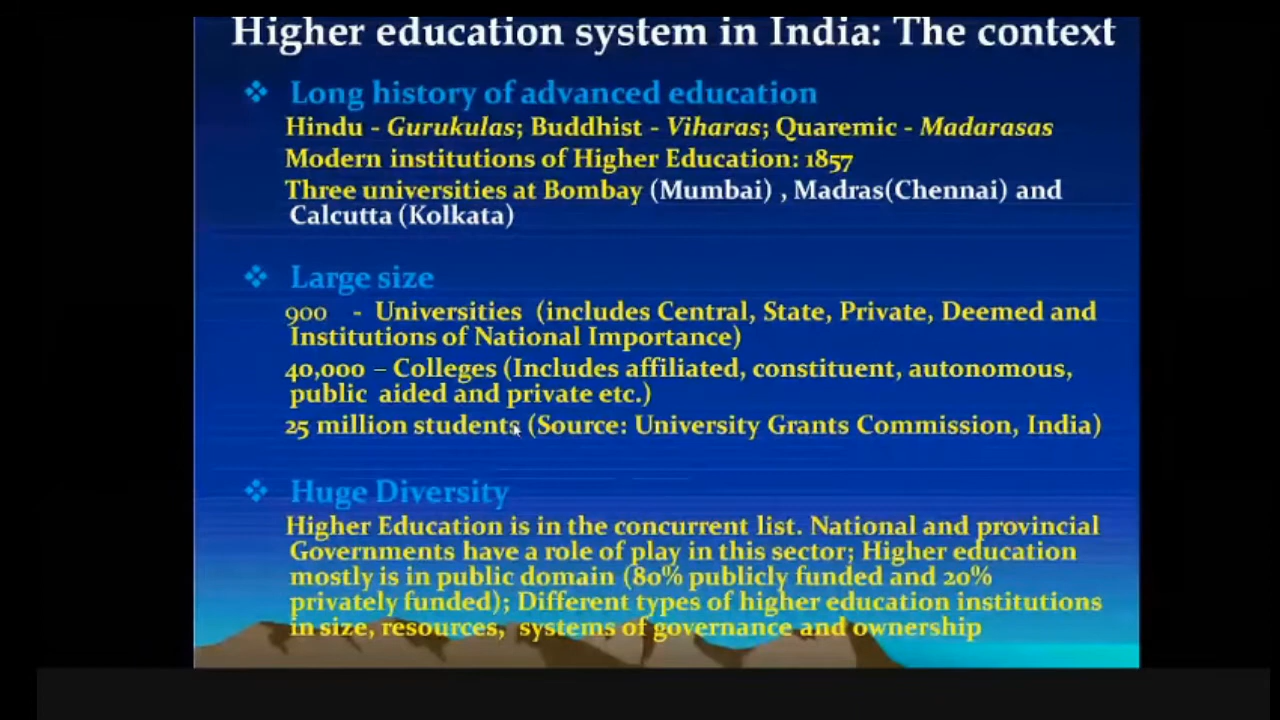 Higher education system in India: The context
❖ Long history of advanced education
Hindu - Gurukulas; Buddhist - Viharas; Quaremic - Madarasas
Modern institutions of Higher Education: 1857
Three universities at Bombay (Mumbai) , Madras(Chennai) and
Calcutta (Kolkata)
❖ Large size
900 - Universities (includes Central, State, Private, Deemed and
Institutions of National Importance)
40,000 – Colleges (Includes affiliated, constituent, autonomous,
public aided and private etc.)
25 million students (Source: University Grants Commission, India)
❖ Huge Diversity
Higher Education is in the concurrent list. National and provincial
Governments have a role of play in this sector; Higher education
mostly is in public domain (80% publicly funded and 20%
privately funded); Different types of higher education institutions
in size, resources, systems of governance and ownership